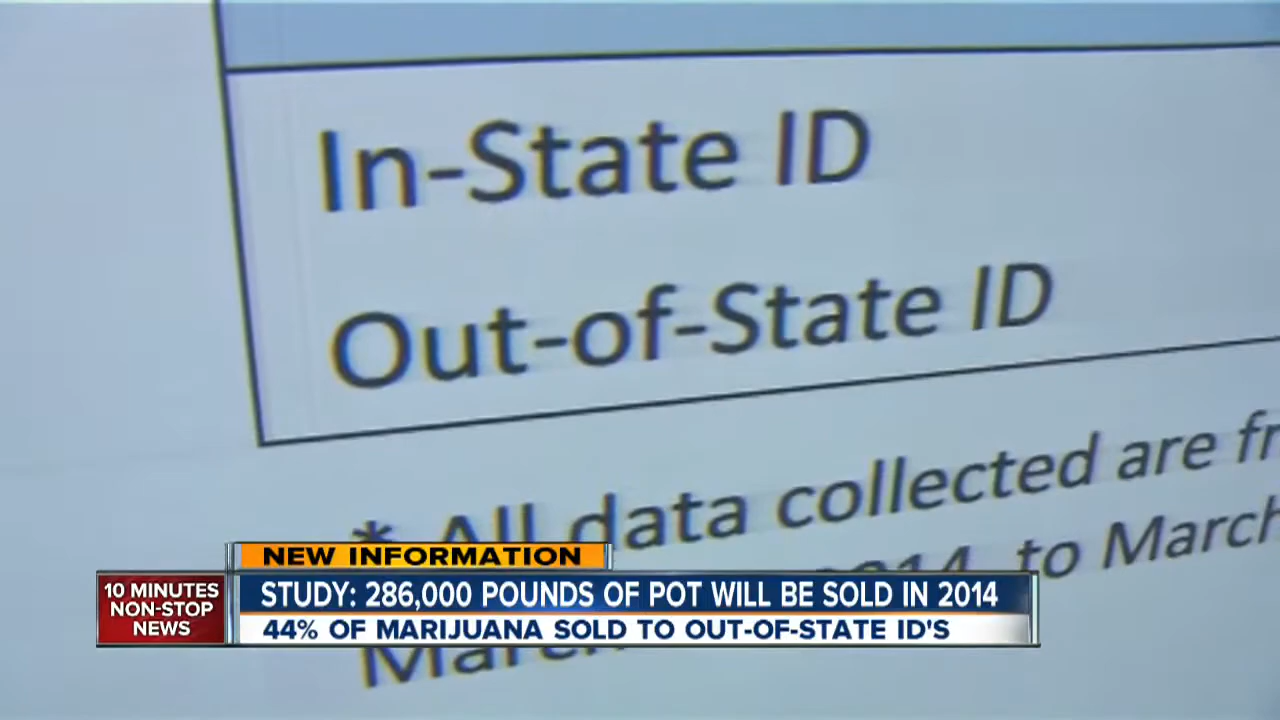 In-State ID
Out-of-State ID
* All data collected are
2014, to March
March
NEW INFORMATION
10 MINUTES
NON-STOP
NEWS
STUDY: 286,000 POUNDS OF POT WILL BE SOLD IN 2014
44% OF MARIJUANA SOLD TO OUT-OF-STATE ID'S